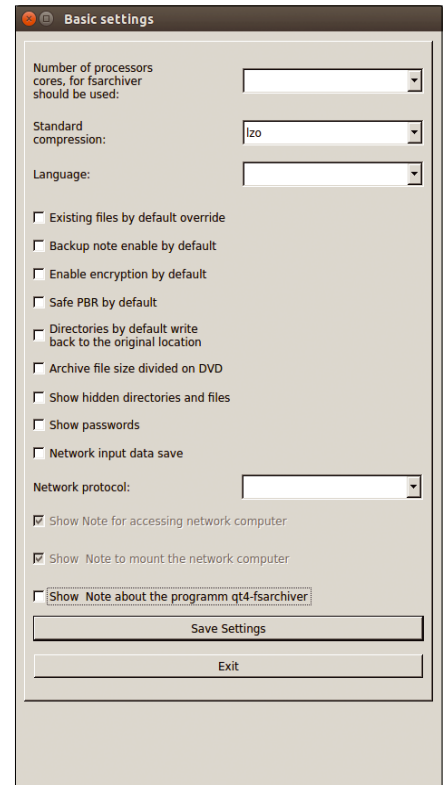 Basic settings
Number of processors
cores, for fsarchiver
should be used:
Standard
compression:
lzo
Language:
Existing files by default override
Backup note enable by default
Enable encryption by default
Safe PBR by default
Directories by default write
back to the original location
Archive file size divided on DVD
Show hidden directories and files
Show passwords
Network input data save
Network protocol:
Show Note for accessing network computer
Show  Note to mount the network computer
Show  Note about the programm qt4-fsarchiver
Save Settings
Exit